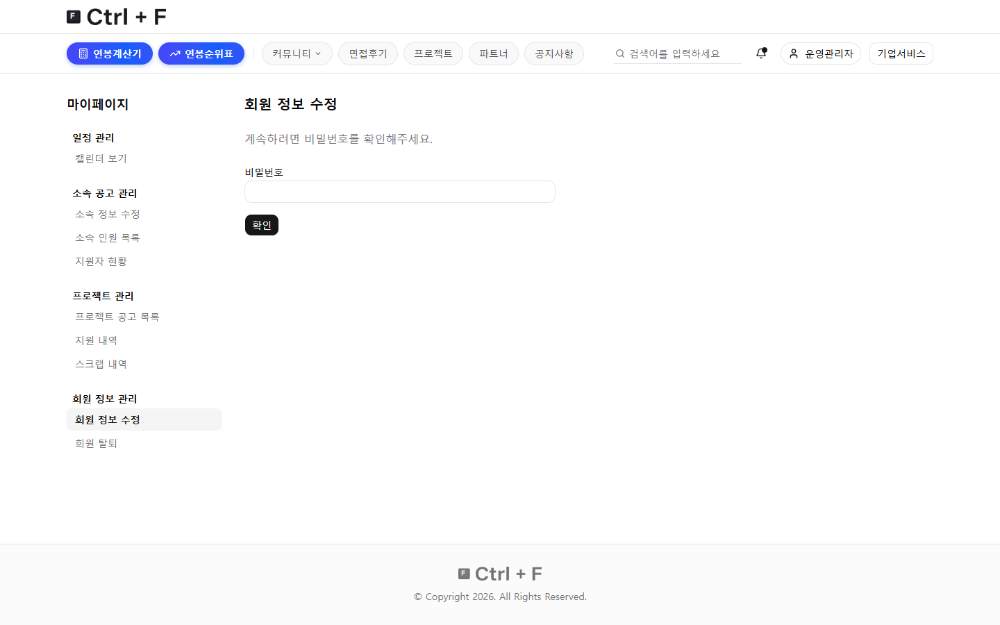 F Ctrl + F
연봉계산기 연봉순위표 커뮤니티 면접후기 프로젝트 파트너 공지사항 검색어를 입력하세요 운영관리자 기업서비스
마이페이지
일정 관리
캘린더 보기
소속 공고 관리
소속 정보 수정
소속 인원 목록
지원자 현황
프로젝트 관리
프로젝트 공고 목록
지원 내역
스크랩 내역
회원 정보 관리
회원 정보 수정
회원 탈퇴
회원 정보 수정
계속하려면 비밀번호를 확인해주세요.
비밀번호
확인
F Ctrl + F
© Copyright 2026. All Rights Reserved.